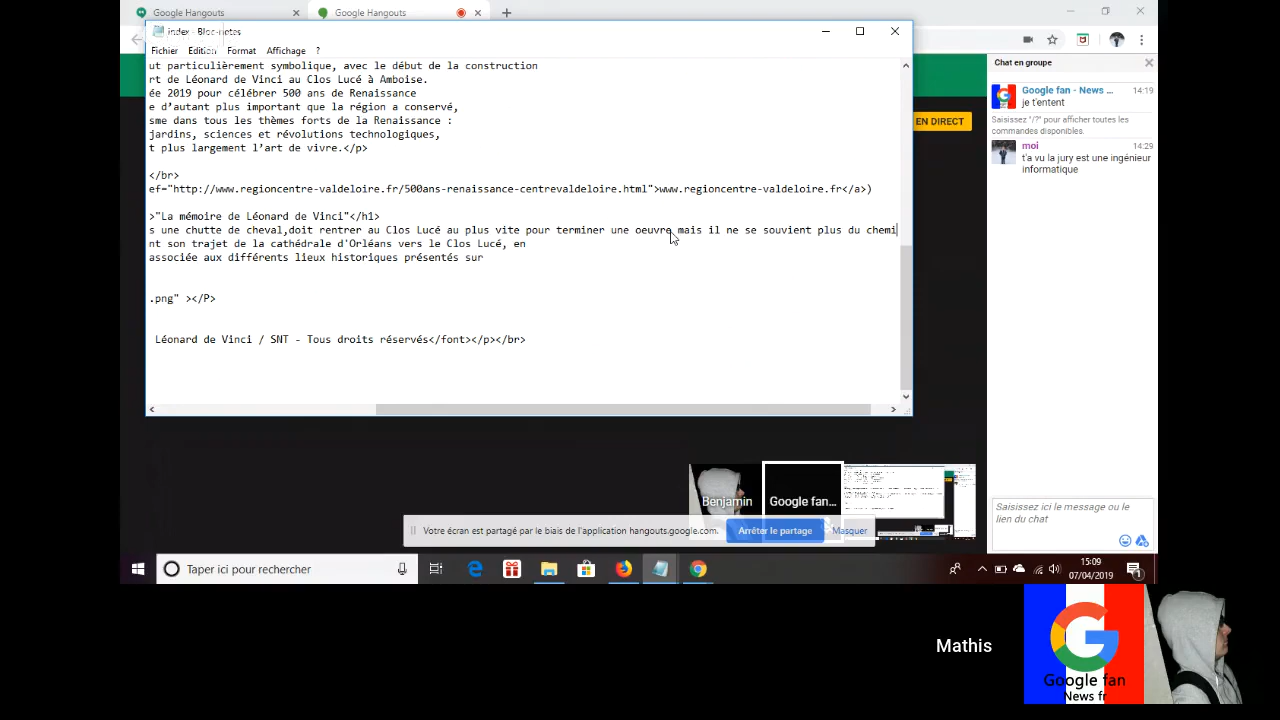 Google Hangouts
Google Hangouts
index - Bloc-notes
Fichier Edition Format Affichage ?
ut particulièrement symbolique, avec le début de la construction
rt de Léonard de Vinci au Clos Lucé à Amboise.
ée 2019 pour célébrer 500 ans de Renaissance
e d'autant plus important que la région a conservé,
sme dans tous les thèmes forts de la Renaissance :
jardins, sciences et révolutions technologiques,
t plus largement l'art de vivre.</p>
</br>
ef="http://www.regioncentre-valdeloire.fr/500ans-renaissance-centrevaldeloire.html">www.regioncentre-valdeloire.fr</a>)
>"La mémoire de Léonard de Vinci"</h1>
s une chutte de cheval,doit rentrer au Clos Lucé au plus vite pour terminer une oeuvre mais il ne se souvient plus du chemi
nt son trajet de la cathédrale d'Orléans vers le Clos Lucé, en
associée aux différents lieux historiques présentés sur
.png" ></P>
Léonard de Vinci / SNT - Tous droits réservés</font></p></br>
EN DIRECT
Chat en groupe
Google fan - News ... 14:19
je t'entent
Saisissez "/?" pour afficher toutes les
commandes disponibles.
moi 14:29
t'a vu la jury est une ingénieur
informatique
Saisissez ici le message ou le
lien du chat
Benjamin
Google fan...
Votre écran est partagé par le biais de l'application hangouts.google.com.
Arrêter le partage
Masquer
Taper ici pour rechercher
15:09
07/04/2019
1
Mathis
Google fan
News fr